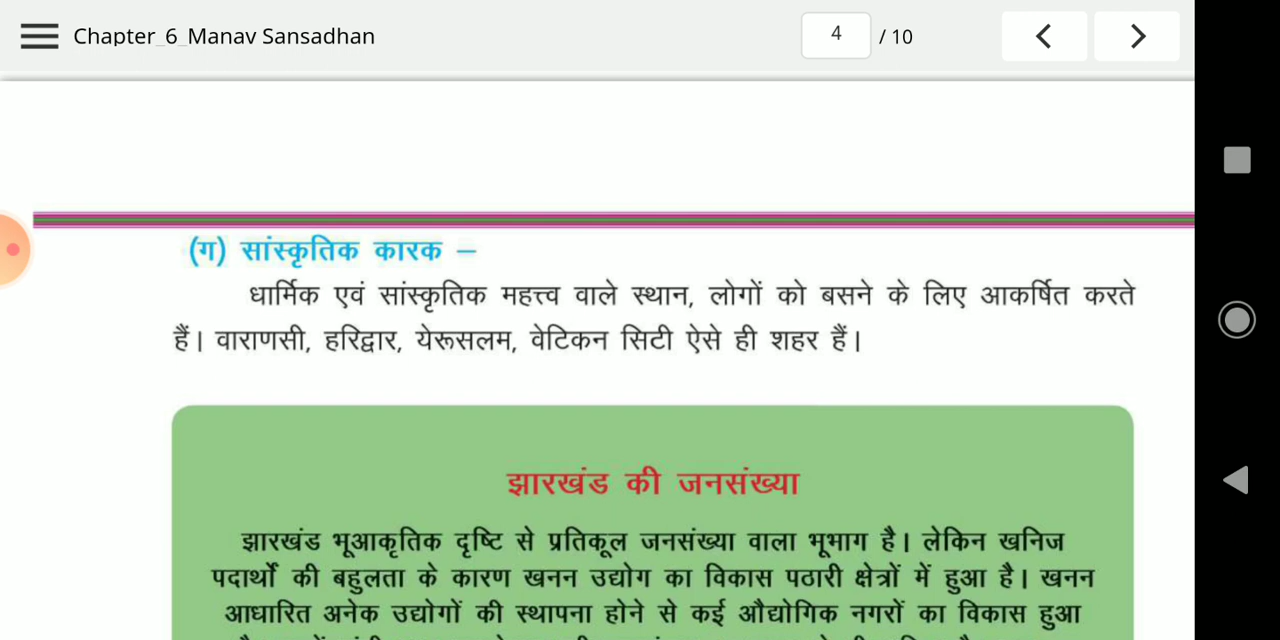 Chapter_6_Manav Sansadhan
4 / 10
(ग) सांस्कृतिक कारक –
धार्मिक एवं सांस्कृतिक महत्त्व वाले स्थान, लोगों को बसने के लिए आकर्षित करते
हैं। वाराणसी, हरिद्वार, येरूसलम, वेटिकन सिटी ऐसे ही शहर हैं।
झारखंड की जनसंख्या
झारखंड भूआकृतिक दृष्टि से प्रतिकूल जनसंख्या वाला भूभाग है। लेकिन खनिज
पदार्थों की बहुलता के कारण खनन उद्योग का विकास पठारी क्षेत्रों में हुआ है। खनन
आधारित अनेक उद्योगों की स्थापना होने से कई औद्योगिक नगरों का विकास हुआ